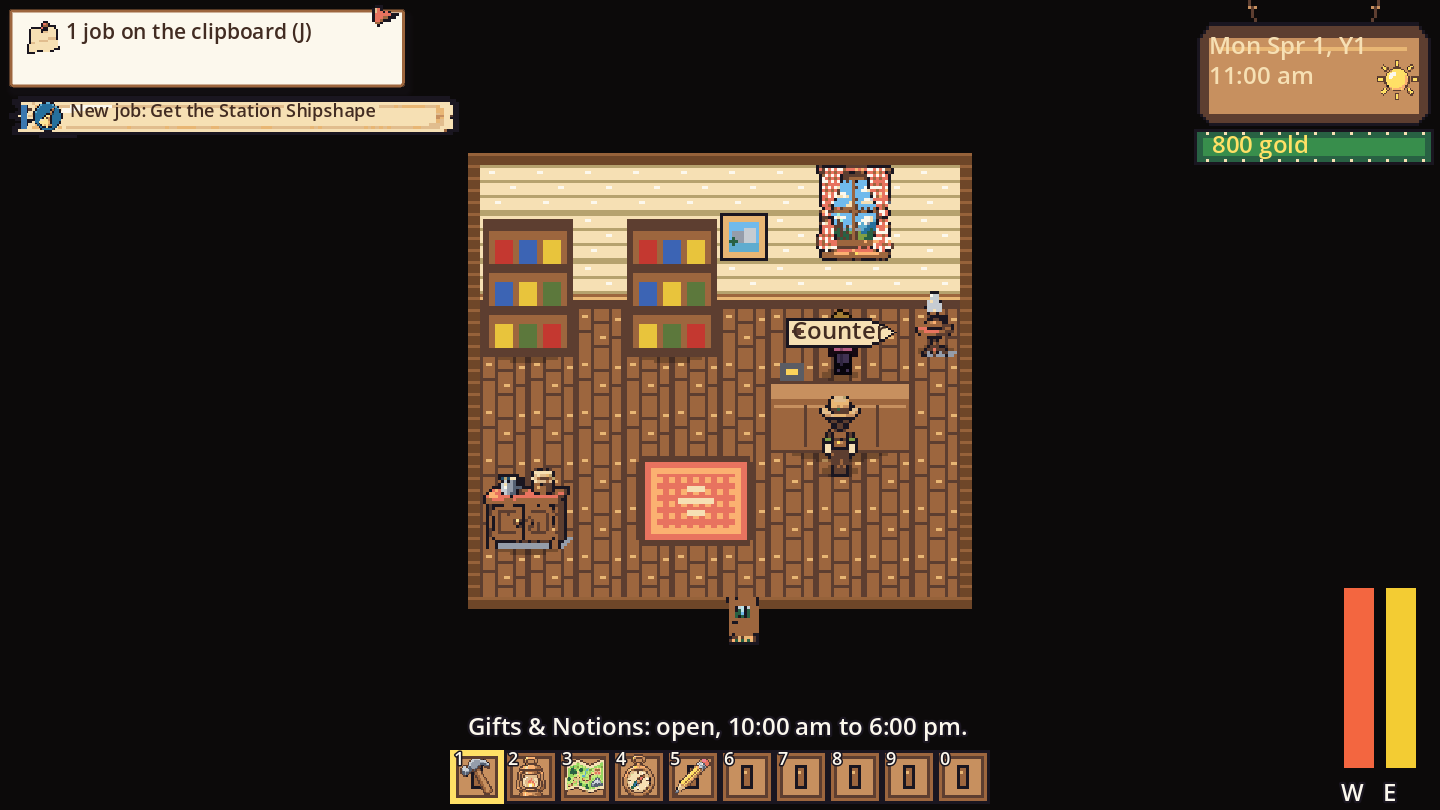 1 job on the clipboard (J)
Mon Spr 1, Y1
11:00 am
New job: Get the Station Shipshape
800 gold
Counter
Gifts & Notions: open, 10:00 am to 6:00 pm.
1 2 3 4 5 6 7 8 9 0
W E